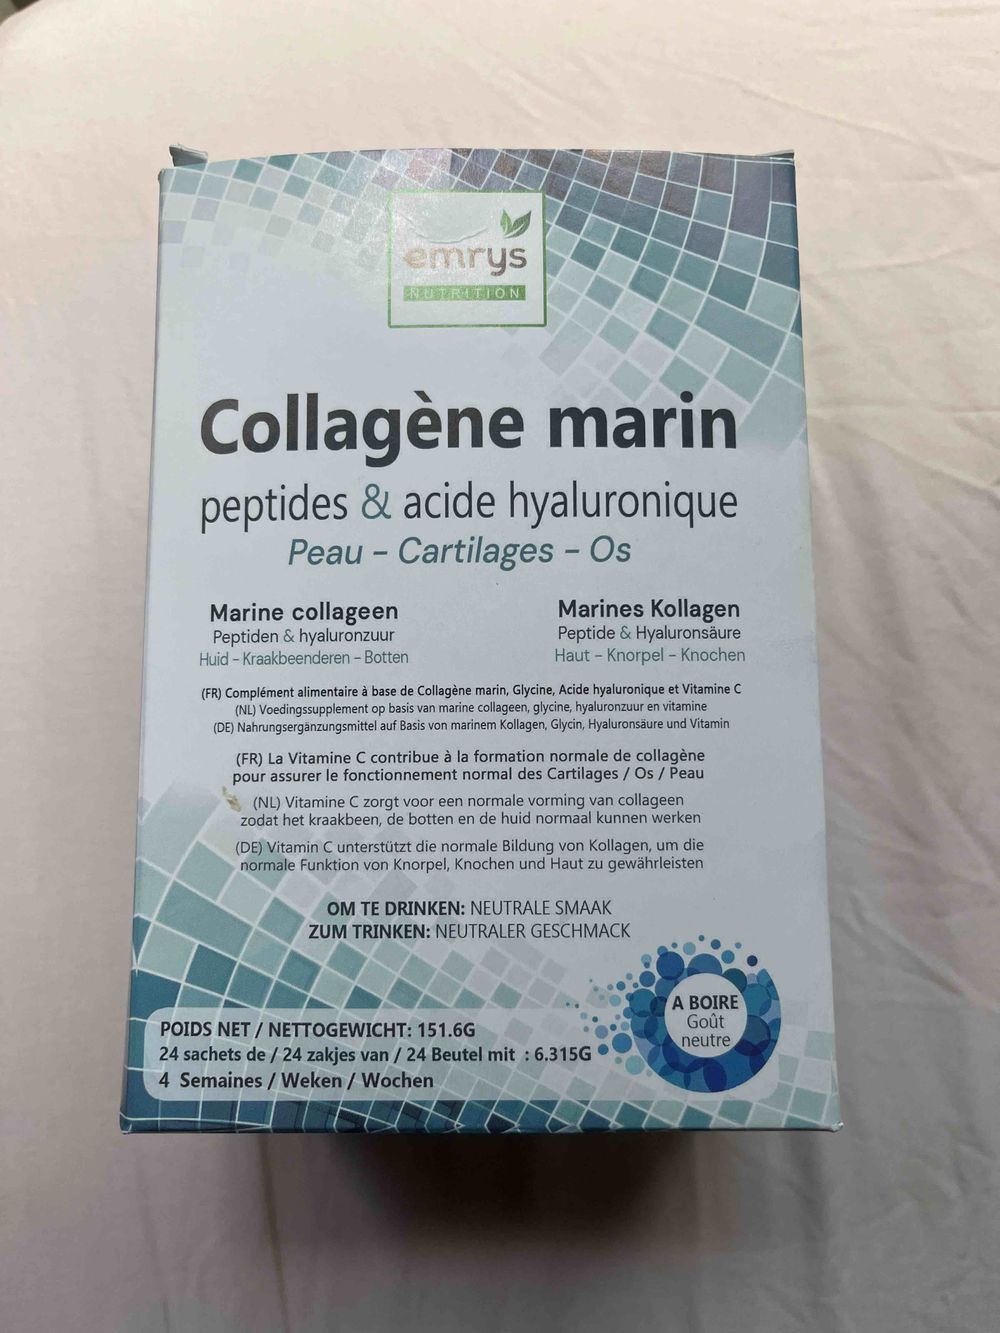 emrys
NUTRITION
Collagène marin
peptides & acide hyaluronique
Peau - Cartilages - Os
Marine collageen
Peptiden & hyaluronzuur
Huid - Kraakbeenderen - Botten
Marines Kollagen
Peptide & Hyaluronsäure
Haut - Knorpel - Knochen
(FR) Complément alimentaire à base de Collagène marin, Glycine, Acide hyaluronique et Vitamine C
(NL) Voedingssupplement op basis van marine collageen, glycine, hyaluronzuur en vitamine
(DE) Nahrungsergänzungsmittel auf Basis von marinem Kollagen, Glycin, Hyaluronsäure und Vitamin
(FR) La Vitamine C contribue à la formation normale de collagène
pour assurer le fonctionnement normal des Cartilages / Os / Peau
(NL) Vitamine C zorgt voor een normale vorming van collageen
zodat het kraakbeen, de botten en de huid normaal kunnen werken
(DE) Vitamin C unterstützt die normale Bildung von Kollagen, um die
normale Funktion von Knorpel, Knochen und Haut zu gewährleisten
OM TE DRINKEN: NEUTRALE SMAAK
ZUM TRINKEN: NEUTRALER GESCHMACK
A BOIRE
Goût
neutre
POIDS NET / NETTOGEWICHT: 151.6G
24 sachets de / 24 zakjes van / 24 Beutel mit : 6.315G
4 Semaines / Weken / Wochen